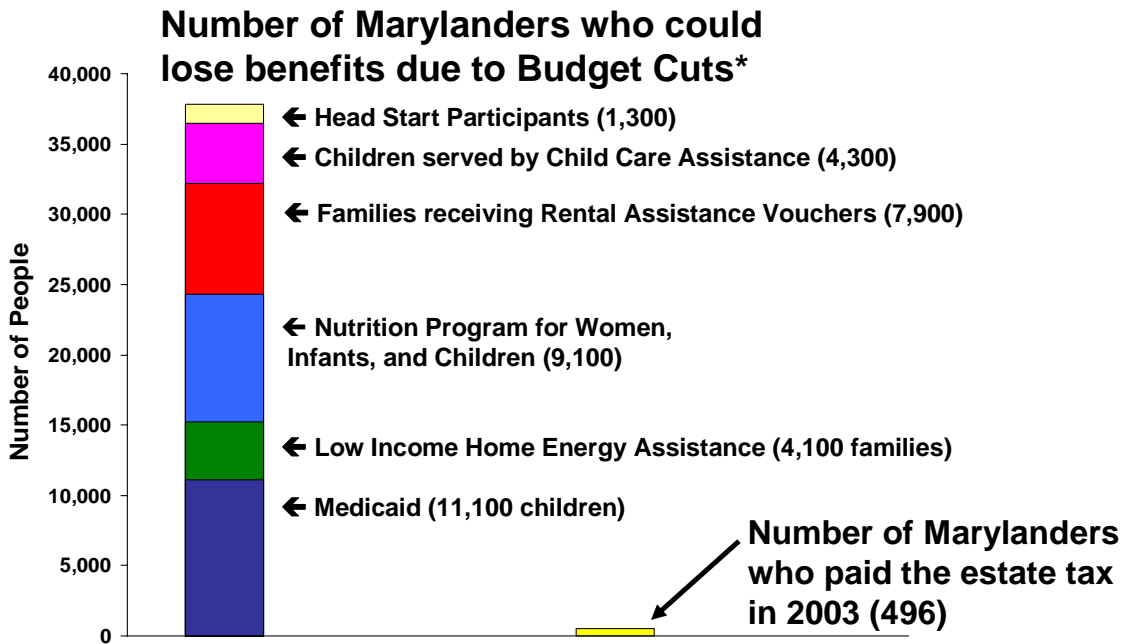 Number of Marylanders who could
lose benefits due to Budget Cuts*
40,000
35,000
30,000
25,000
20,000
15,000
10,000
5,000
0
Number of People
← Head Start Participants (1,300)
← Children served by Child Care Assistance (4,300)
← Families receiving Rental Assistance Vouchers (7,900)
← Nutrition Program for Women,
Infants, and Children (9,100)
← Low Income Home Energy Assistance (4,100 families)
← Medicaid (11,100 children)
Number of Marylanders
who paid the estate tax
in 2003 (496)